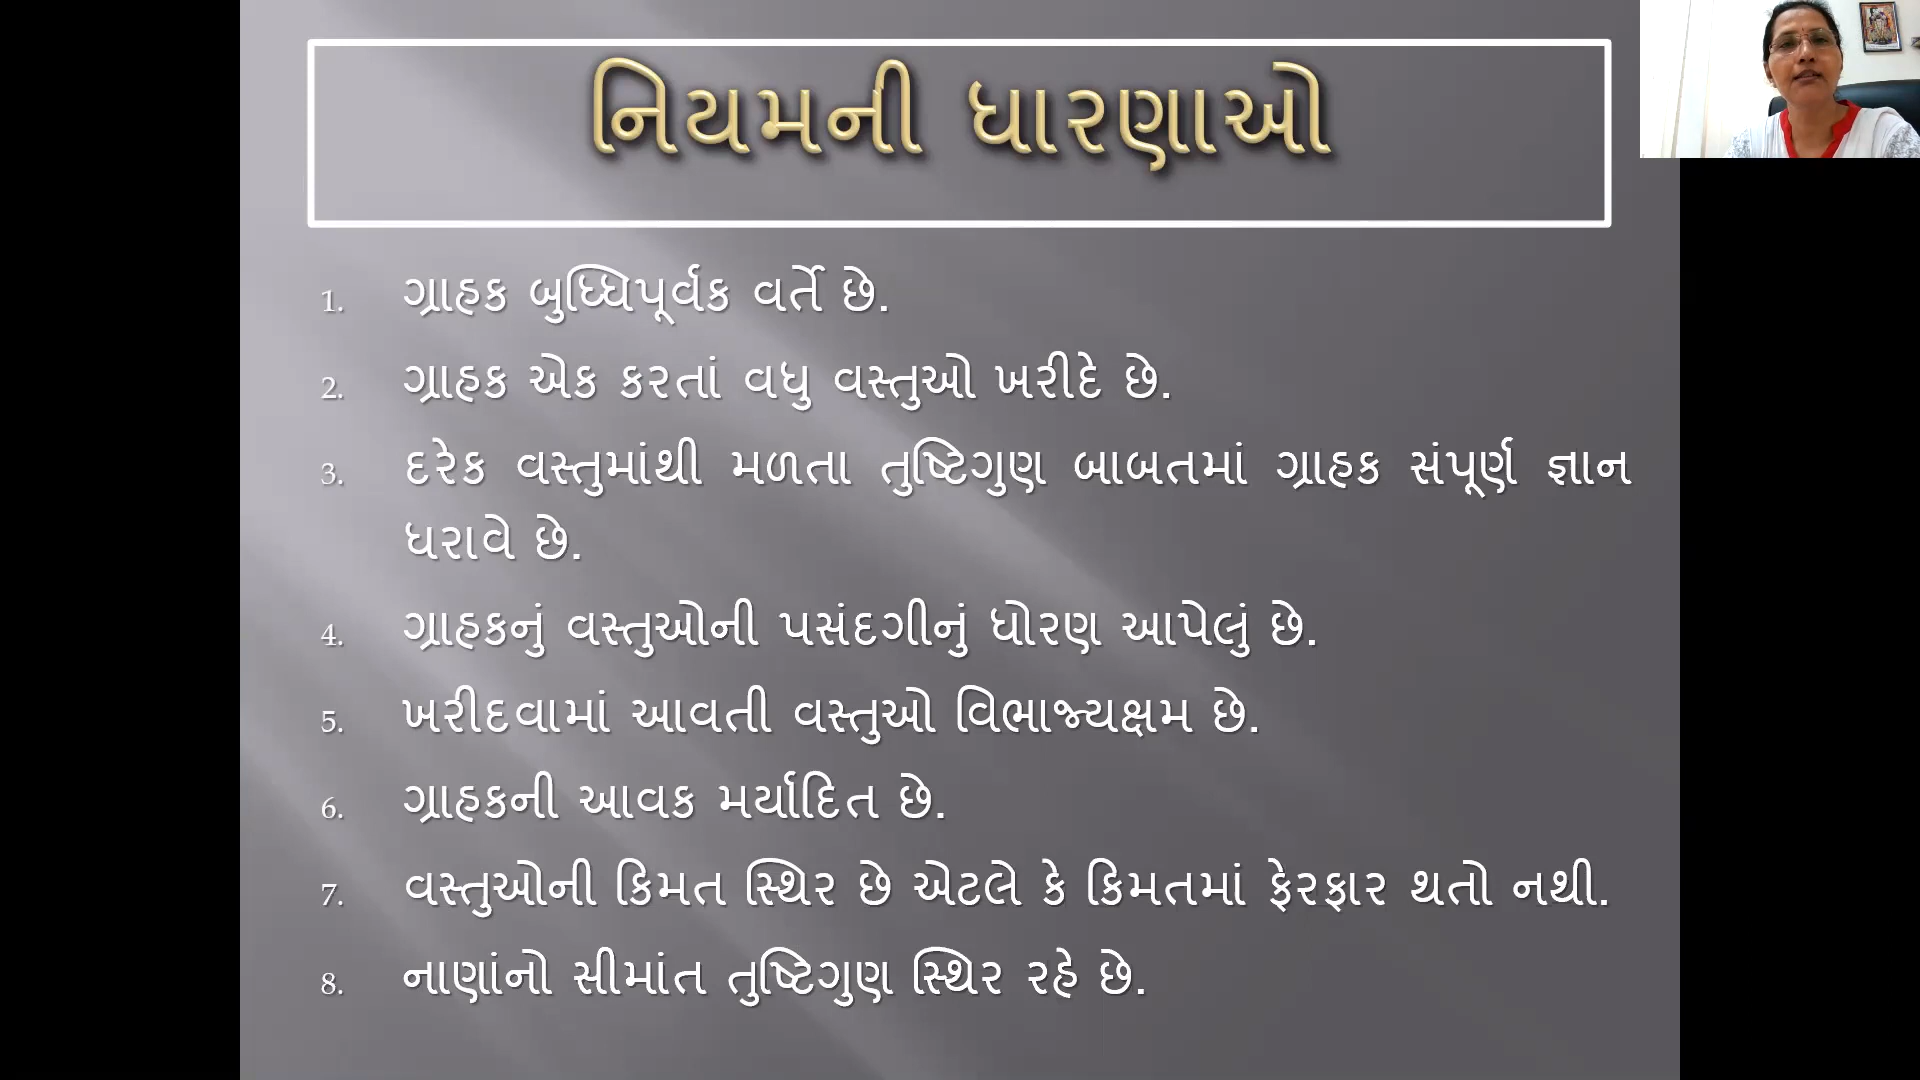 નિયમની ધારણાઓ
1. ગ્રાહક બુધ્ધિપૂર્વક વર્તે છે.
2. ગ્રાહક એક કરતાં વધુ વસ્તુઓ ખરીદે છે.
3. દરેક વસ્તુમાંથી મળતા તુષ્ટિગુણ બાબતમાં ગ્રાહક સંપૂર્ણ જ્ઞાન
ધરાવે છે.
4. ગ્રાહકનું વસ્તુઓની પસંદગીનું ધોરણ આપેલું છે.
5. ખરીદવામાં આવતી વસ્તુઓ વિભાજ્યક્ષમ છે.
6. ગ્રાહકની આવક મર્યાદિત છે.
7. વસ્તુઓની કિમત સ્થિર છે એટલે કે કિમતમાં ફેરફાર થતો નથી.
8. નાણાંનો સીમાંત તુષ્ટિગુણ સ્થિર રહે છે.